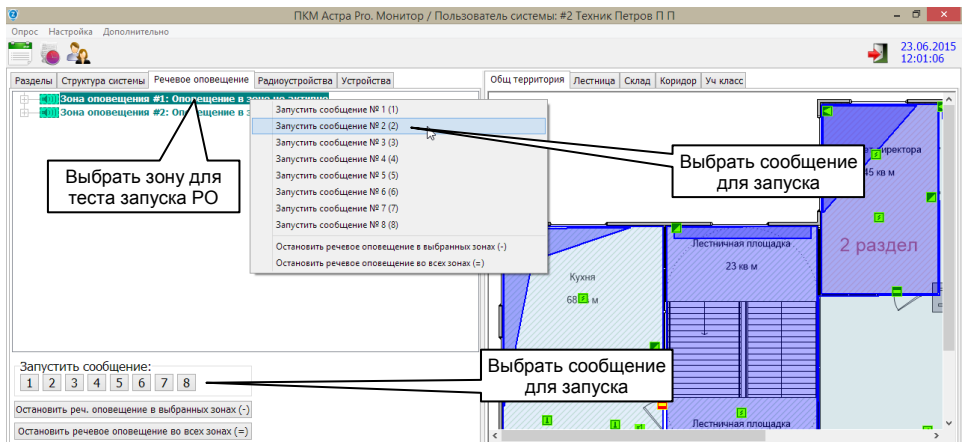 ПКМ Астра Pro. Монитор / Пользователь системы: #2 Техник Петров П П
Опрос Настройка Дополнительно
23.06.2015
12:01:06
Разделы Структура системы Речевое оповещение Радиоустройства Устройства
Общ территория Лестница Склад Коридор Уч класс
Зона оповещения #1: Оповещение в зоне не активно
Зона оповещения #2: Оповещение в з
Запустить сообщение № 1 (1)
Запустить сообщение № 2 (2)
Запустить сообщение № 3 (3)
Запустить сообщение № 4 (4)
Запустить сообщение № 5 (5)
Запустить сообщение № 6 (6)
Запустить сообщение № 7 (7)
Запустить сообщение № 8 (8)
Остановить речевое оповещение в выбранных зонах (-)
Остановить речевое оповещение во всех зонах (=)
Выбрать зону для
теста запуска РО
Выбрать сообщение
для запуска
иректора
45 кв м
2 раздел
Лестничная площадка
23 кв м
Кухня
68 м
Выбрать сообщение
для запуска
Запустить сообщение:
1 2 3 4 5 6 7 8
Остановить реч. оповещение в выбранных зонах (-)
Остановить речевое оповещение во всех зонах (=)
Лестничная площадка